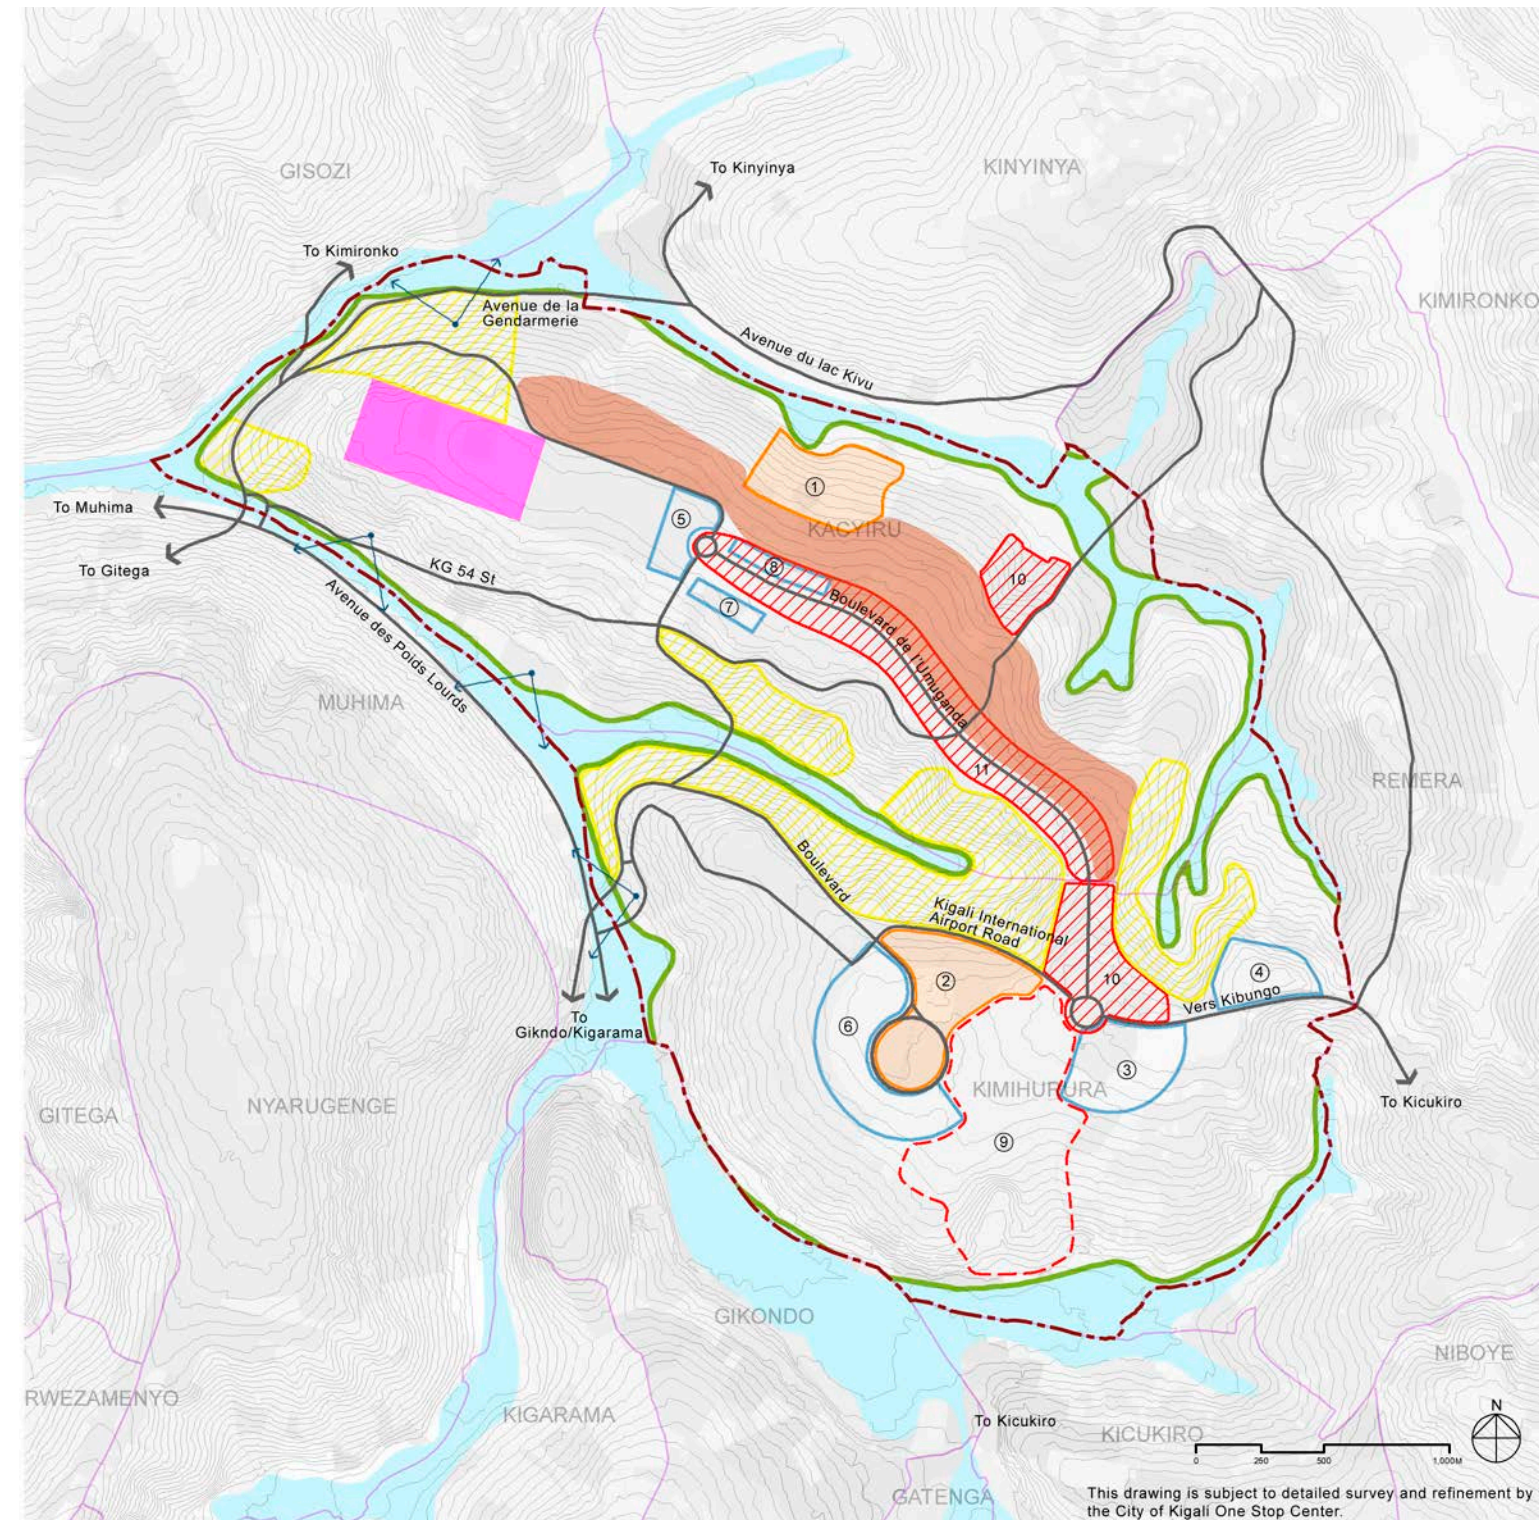 To Kinyinya
GISOZI
KINYINYA
To Kimironko
KIMIRONKO
Avenue de la
Gendarmerie
Avenue du lac Kivu
To Muhima
To Gitega
KG 54 St
Avenue des Poids Lourds
MUHIMA
1
KACYIRU
5
8
7
10
Boulevard de l'Umuganda
11
REMERA
Boulevard
Kigali International
Airport Road
2
10
4
Vers Kibungo
6
3
To
Gikndo/Kigarama
KIMIHURURA
9
To Kicukiro
GITEGA
NYARUGENGE
GIKONDO
NIBOYE
RWEZAMENYO
KIGARAMA
To Kicukiro
KICUKIRO
N
0 250 500 1,000M
GATENGA
This drawing is subject to detailed survey and refinement by
the City of Kigali One Stop Center.